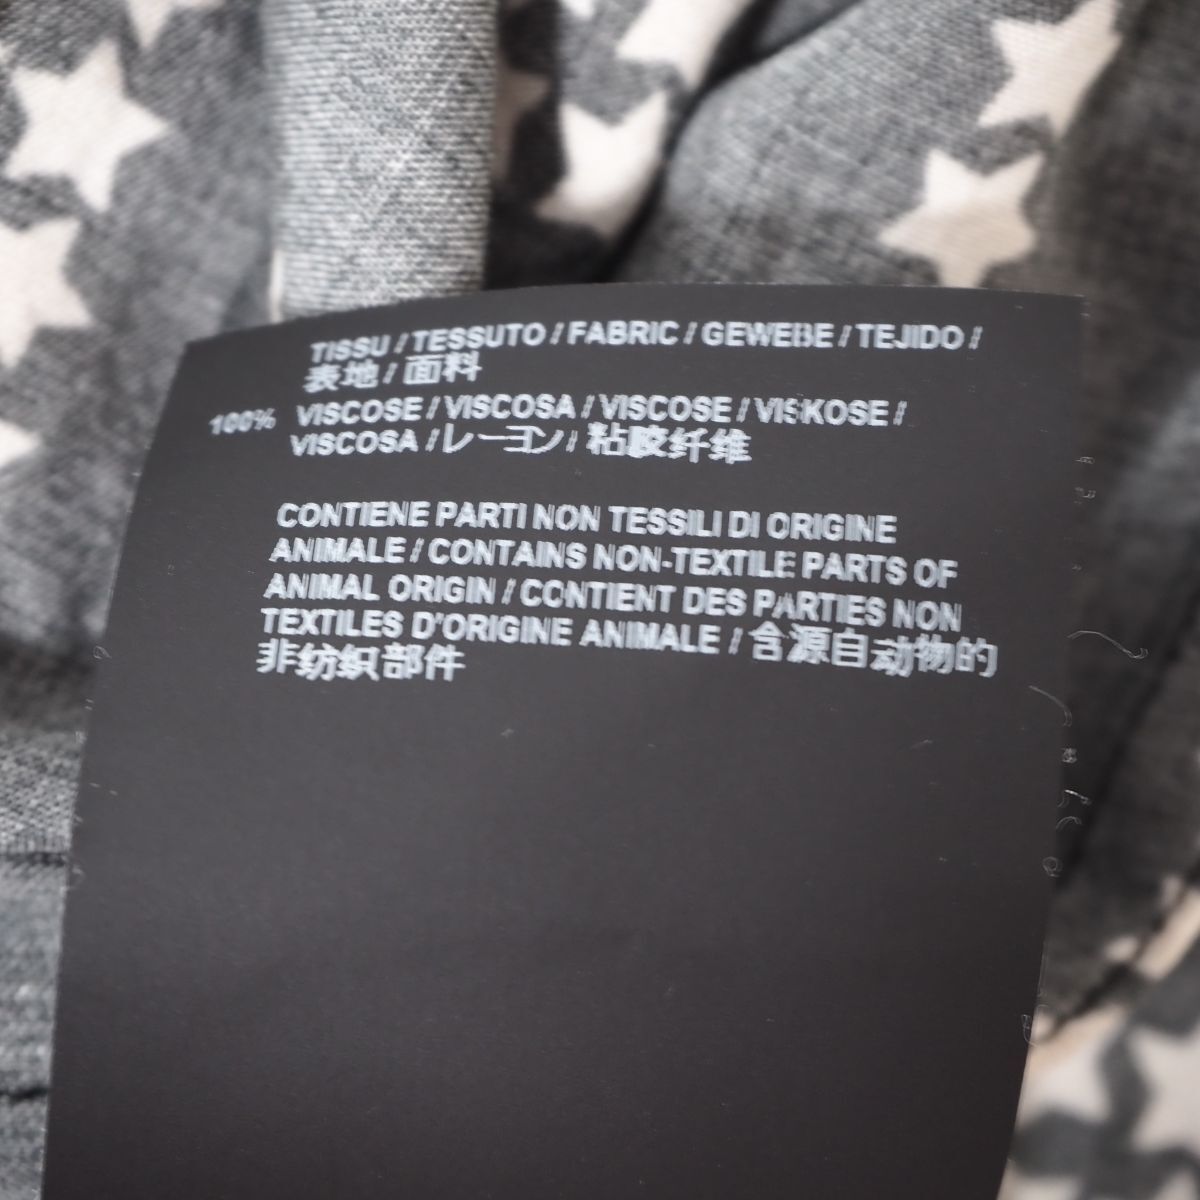 TISSU / TESSUTO / FABRIC / GEWEBE / TEJIDO /
表地 / 面料
100% VISCOSE / VISCOSA / VISCOSE / VISKOSE /
VISCOSA / レーヨン / 粘胶纤维
CONTIENE PARTI NON TESSILI DI ORIGINE
ANIMALE / CONTAINS NON-TEXTILE PARTS OF
ANIMAL ORIGIN / CONTIENT DES PARTIES NON
TEXTILES D'ORIGINE ANIMALE / 含源自动物的
非纺织部件